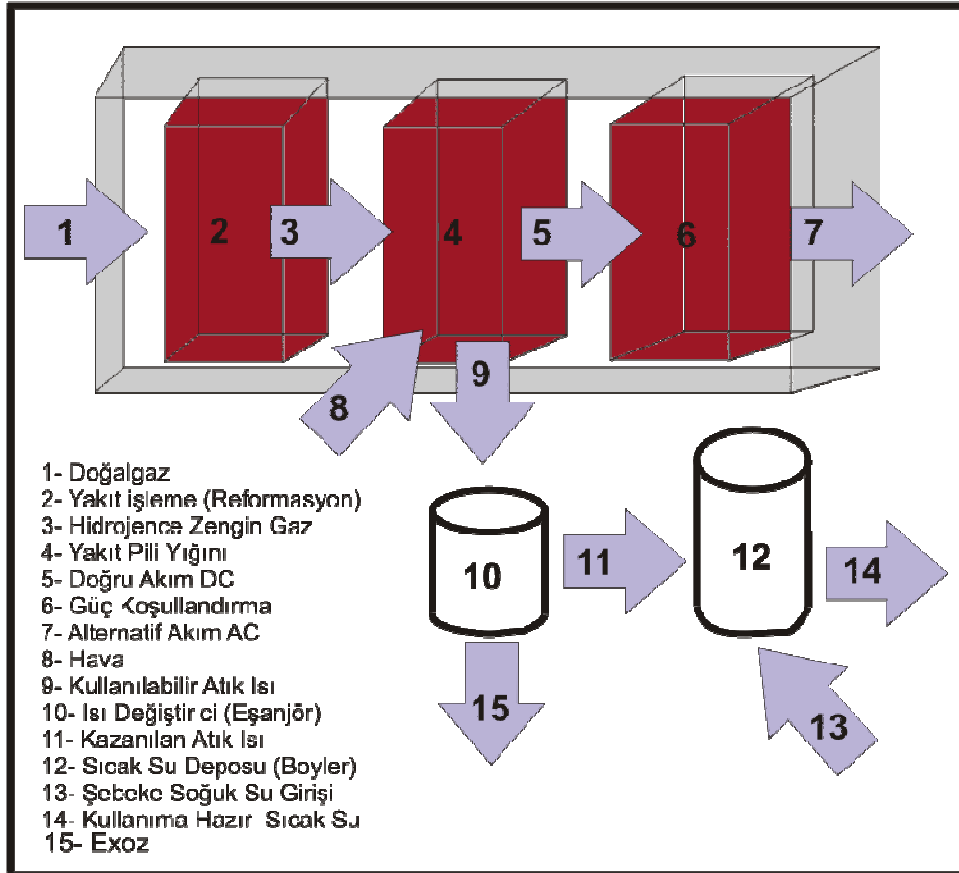 1
2
3
4
5
6
7
8
9
10
11
12
13
14
15
1- Doğalgaz
2- Yakıt işleme (Reformasyon)
3- Hidrojence Zengin Gaz
4- Yakıt Pili Yığını
5- Doğru Akım DC
6- Güç Koşullandırma
7- Alternatif Akım AC
8- Hava
9- Kullanılabilir Atık Isı
10- Isı Değiştir ci (Eşanjör)
11- Kazanılan Atık Isı
12- Sıcak Su Deposu (Boyler)
13- Şebeke Soğuk Su Girişi
14- Kullanıma Hazır Sıcak Su
15- Exoz